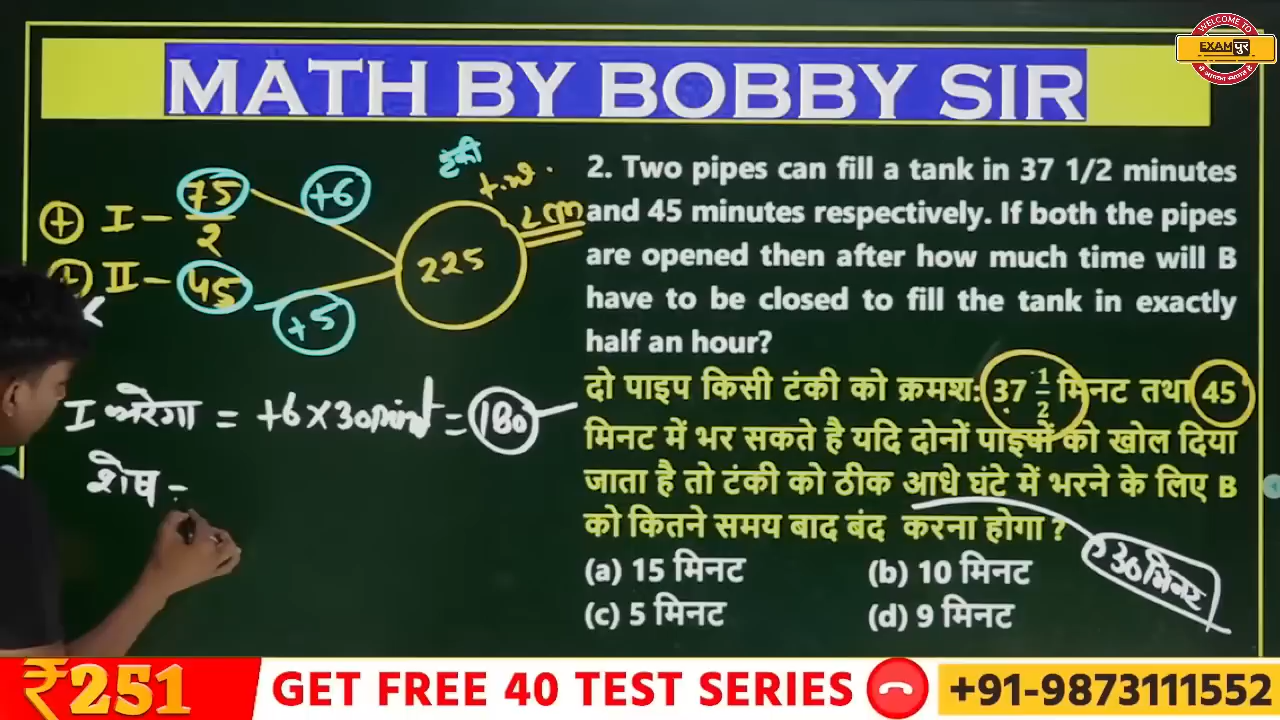 WELCOME TO
EXAMपुर
MATH BY BOBBY SIR
टंकी
+6
I - 75/2
225
LCM
II - 45
+5
I करेगा = +6 × 30 = 180
शेष =
2. Two pipes can fill a tank in 37 1/2 minutes
and 45 minutes respectively. If both the pipes
are opened then after how much time will B
have to be closed to fill the tank in exactly
half an hour?
दो पाइप किसी टंकी को क्रमश: 37 1/2 मिनट तथा 45
मिनट में भर सकते है यदि दोनों पाइपों को खोल दिया
जाता है तो टंकी को ठीक आधे घंटे में भरने के लिए B
को कितने समय बाद बंद करना होगा ?
30 मिनट
(a) 15 मिनट (b) 10 मिनट
(c) 5 मिनट (d) 9 मिनट
₹251 GET FREE 40 TEST SERIES +91-9873111552